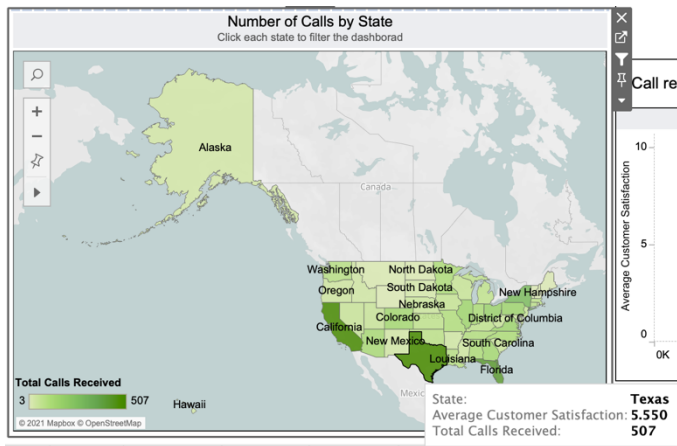 Number of Calls by State
Click each state to filter the dashborad
Call re
Alaska
Canada
Washington
North Dakota
Oregon
South Dakota
New Hampshire
Nebraska
Colorado
District of Columbia
California
New Mexico
South Carolina
Louisiana
Florida
Mexic
Hawaii
Total Calls Received
3
507
© 2021 Mapbox © OpenStreetMap
State: Texas
Average Customer Satisfaction: 5.550
Total Calls Received: 507
Average Customer Satisfaction
10
5
0
0K